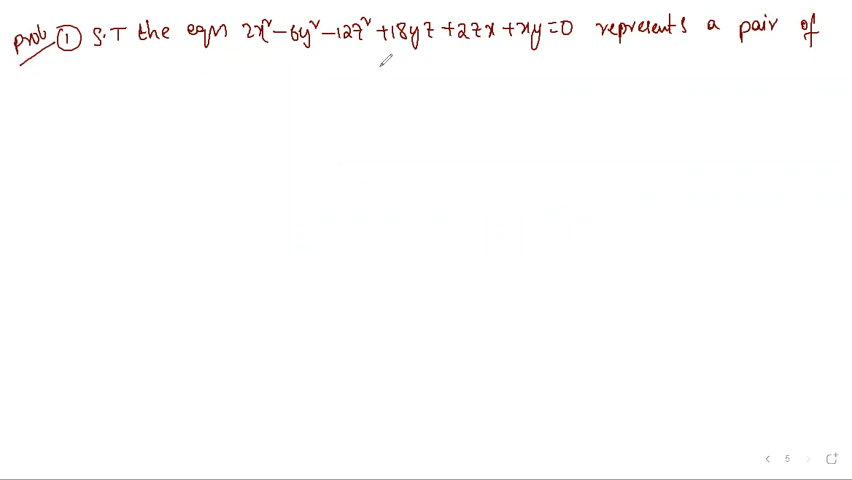 prob ① S.T the eqn 2x²-6y²-12z²+18yz+2zx+xy=0 represents a pair of
5